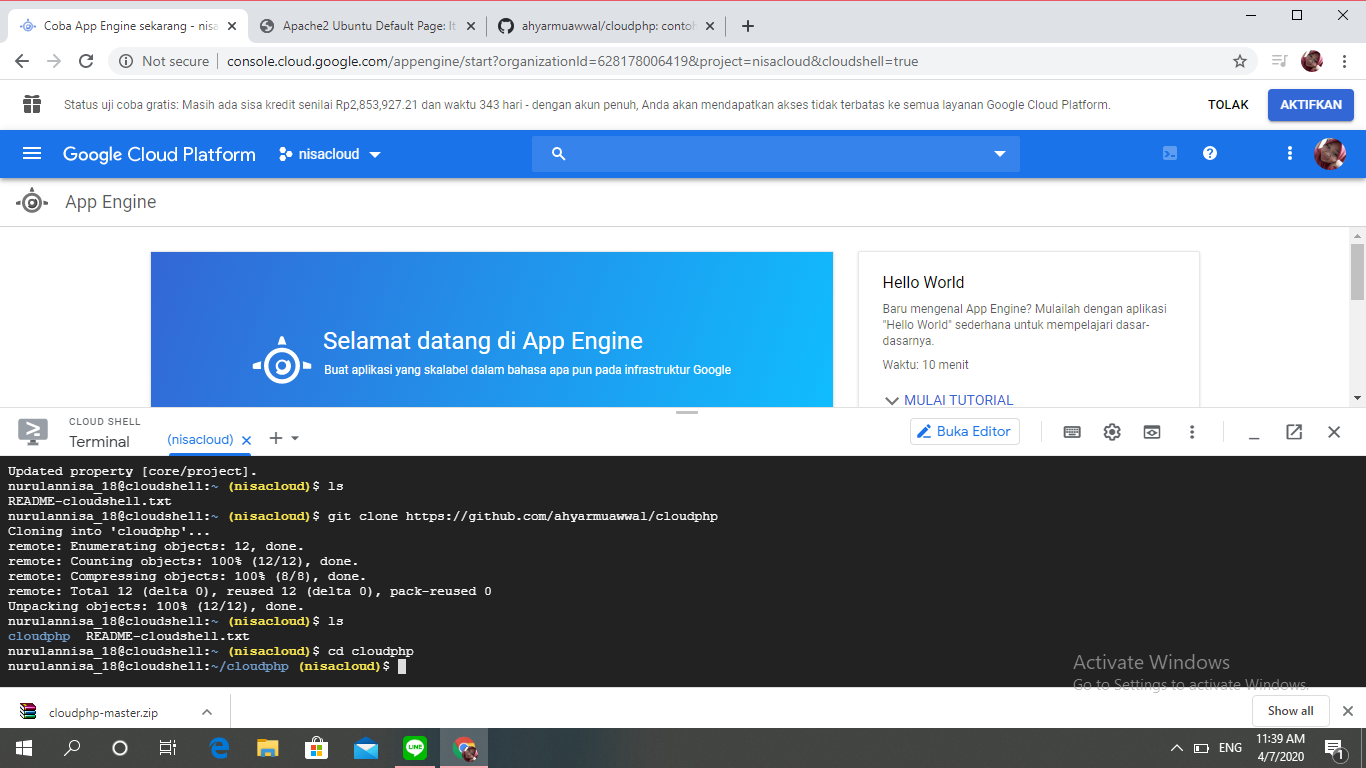 Coba App Engine sekarang - nisa
Apache2 Ubuntu Default Page: It
ahyarmuawwal/cloudphp: contoh
Not secure
console.cloud.google.com/appengine/start?organizationId=628178006419&project=nisacloud&cloudshell=true
Status uji coba gratis: Masih ada sisa kredit senilai Rp2,853,927.21 dan waktu 343 hari - dengan akun penuh, Anda akan mendapatkan akses tidak terbatas ke semua layanan Google Cloud Platform.
TOLAK
AKTIFKAN
Google Cloud Platform
nisacloud
App Engine
Selamat datang di App Engine
Buat aplikasi yang skalabel dalam bahasa apa pun pada infrastruktur Google
Hello World
Baru mengenal App Engine? Mulailah dengan aplikasi
"Hello World" sederhana untuk mempelajari dasar-
dasarnya.
Waktu: 10 menit
MULAI TUTORIAL
CLOUD SHELL
Terminal
(nisacloud)
Buka Editor
Updated property [core/project].
nurulannisa_18@cloudshell:~ (nisacloud)$ ls
README-cloudshell.txt
nurulannisa_18@cloudshell:~ (nisacloud)$ git clone https://github.com/ahyarmuawwal/cloudphp
Cloning into 'cloudphp'...
remote: Enumerating objects: 12, done.
remote: Counting objects: 100% (12/12), done.
remote: Compressing objects: 100% (8/8), done.
remote: Total 12 (delta 0), reused 12 (delta 0), pack-reused 0
Unpacking objects: 100% (12/12), done.
nurulannisa_18@cloudshell:~ (nisacloud)$ ls
cloudphp  README-cloudshell.txt
nurulannisa_18@cloudshell:~ (nisacloud)$ cd cloudphp
nurulannisa_18@cloudshell:~/cloudphp (nisacloud)$
Activate Windows
Go to Settings to activate Windows.
cloudphp-master.zip
Show all
LINE
ENG
11:39 AM
4/7/2020
1